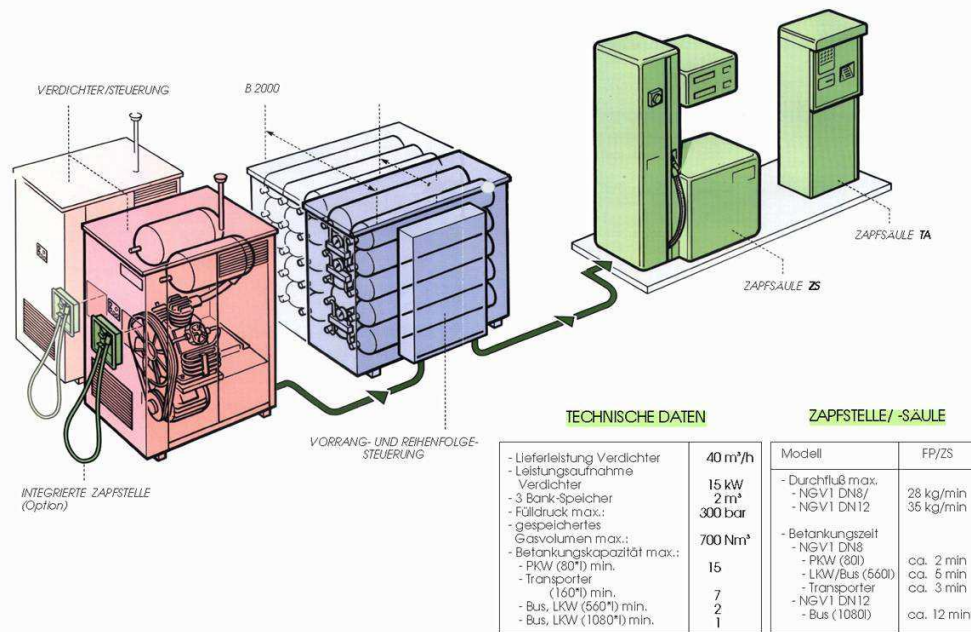 VERDICHTER/STEUERUNG
B 2000
ZAPFSÄULE TA
ZAPFSÄULE ZS
VORRANG- UND REIHENFOLGE-
STEUERUNG
INTEGRIERTE ZAPFSTELLE
(Option)
TECHNISCHE DATEN
- Lieferleistung Verdichter 40 m³/h
- Leistungsaufnahme
Verdichter 15 kW
- 3 Bank-Speicher 2 m³
- Fülldruck max.: 300 bar
- gespeichertes
Gasvolumen max.: 700 Nm³
- Betankungskapazität max.:
- PKW (80*l) min. 15
- Transporter
(160*l) min. 7
- Bus, LKW (560*l) min. 2
- Bus, LKW (1080*l) min. 1
ZAPFSTELLE/ -SÄULE
Modell FP/ZS
- Durchfluß max.
- NGV1 DN8/ 28 kg/min
- NGV1 DN12 35 kg/min
- Betankungszeit
- NGV1 DN8
- PKW (80l) ca. 2 min
- LKW/Bus (560l) ca. 5 min
- Transporter ca. 3 min
- NGV1 DN12
- Bus (1080l) ca. 12 min